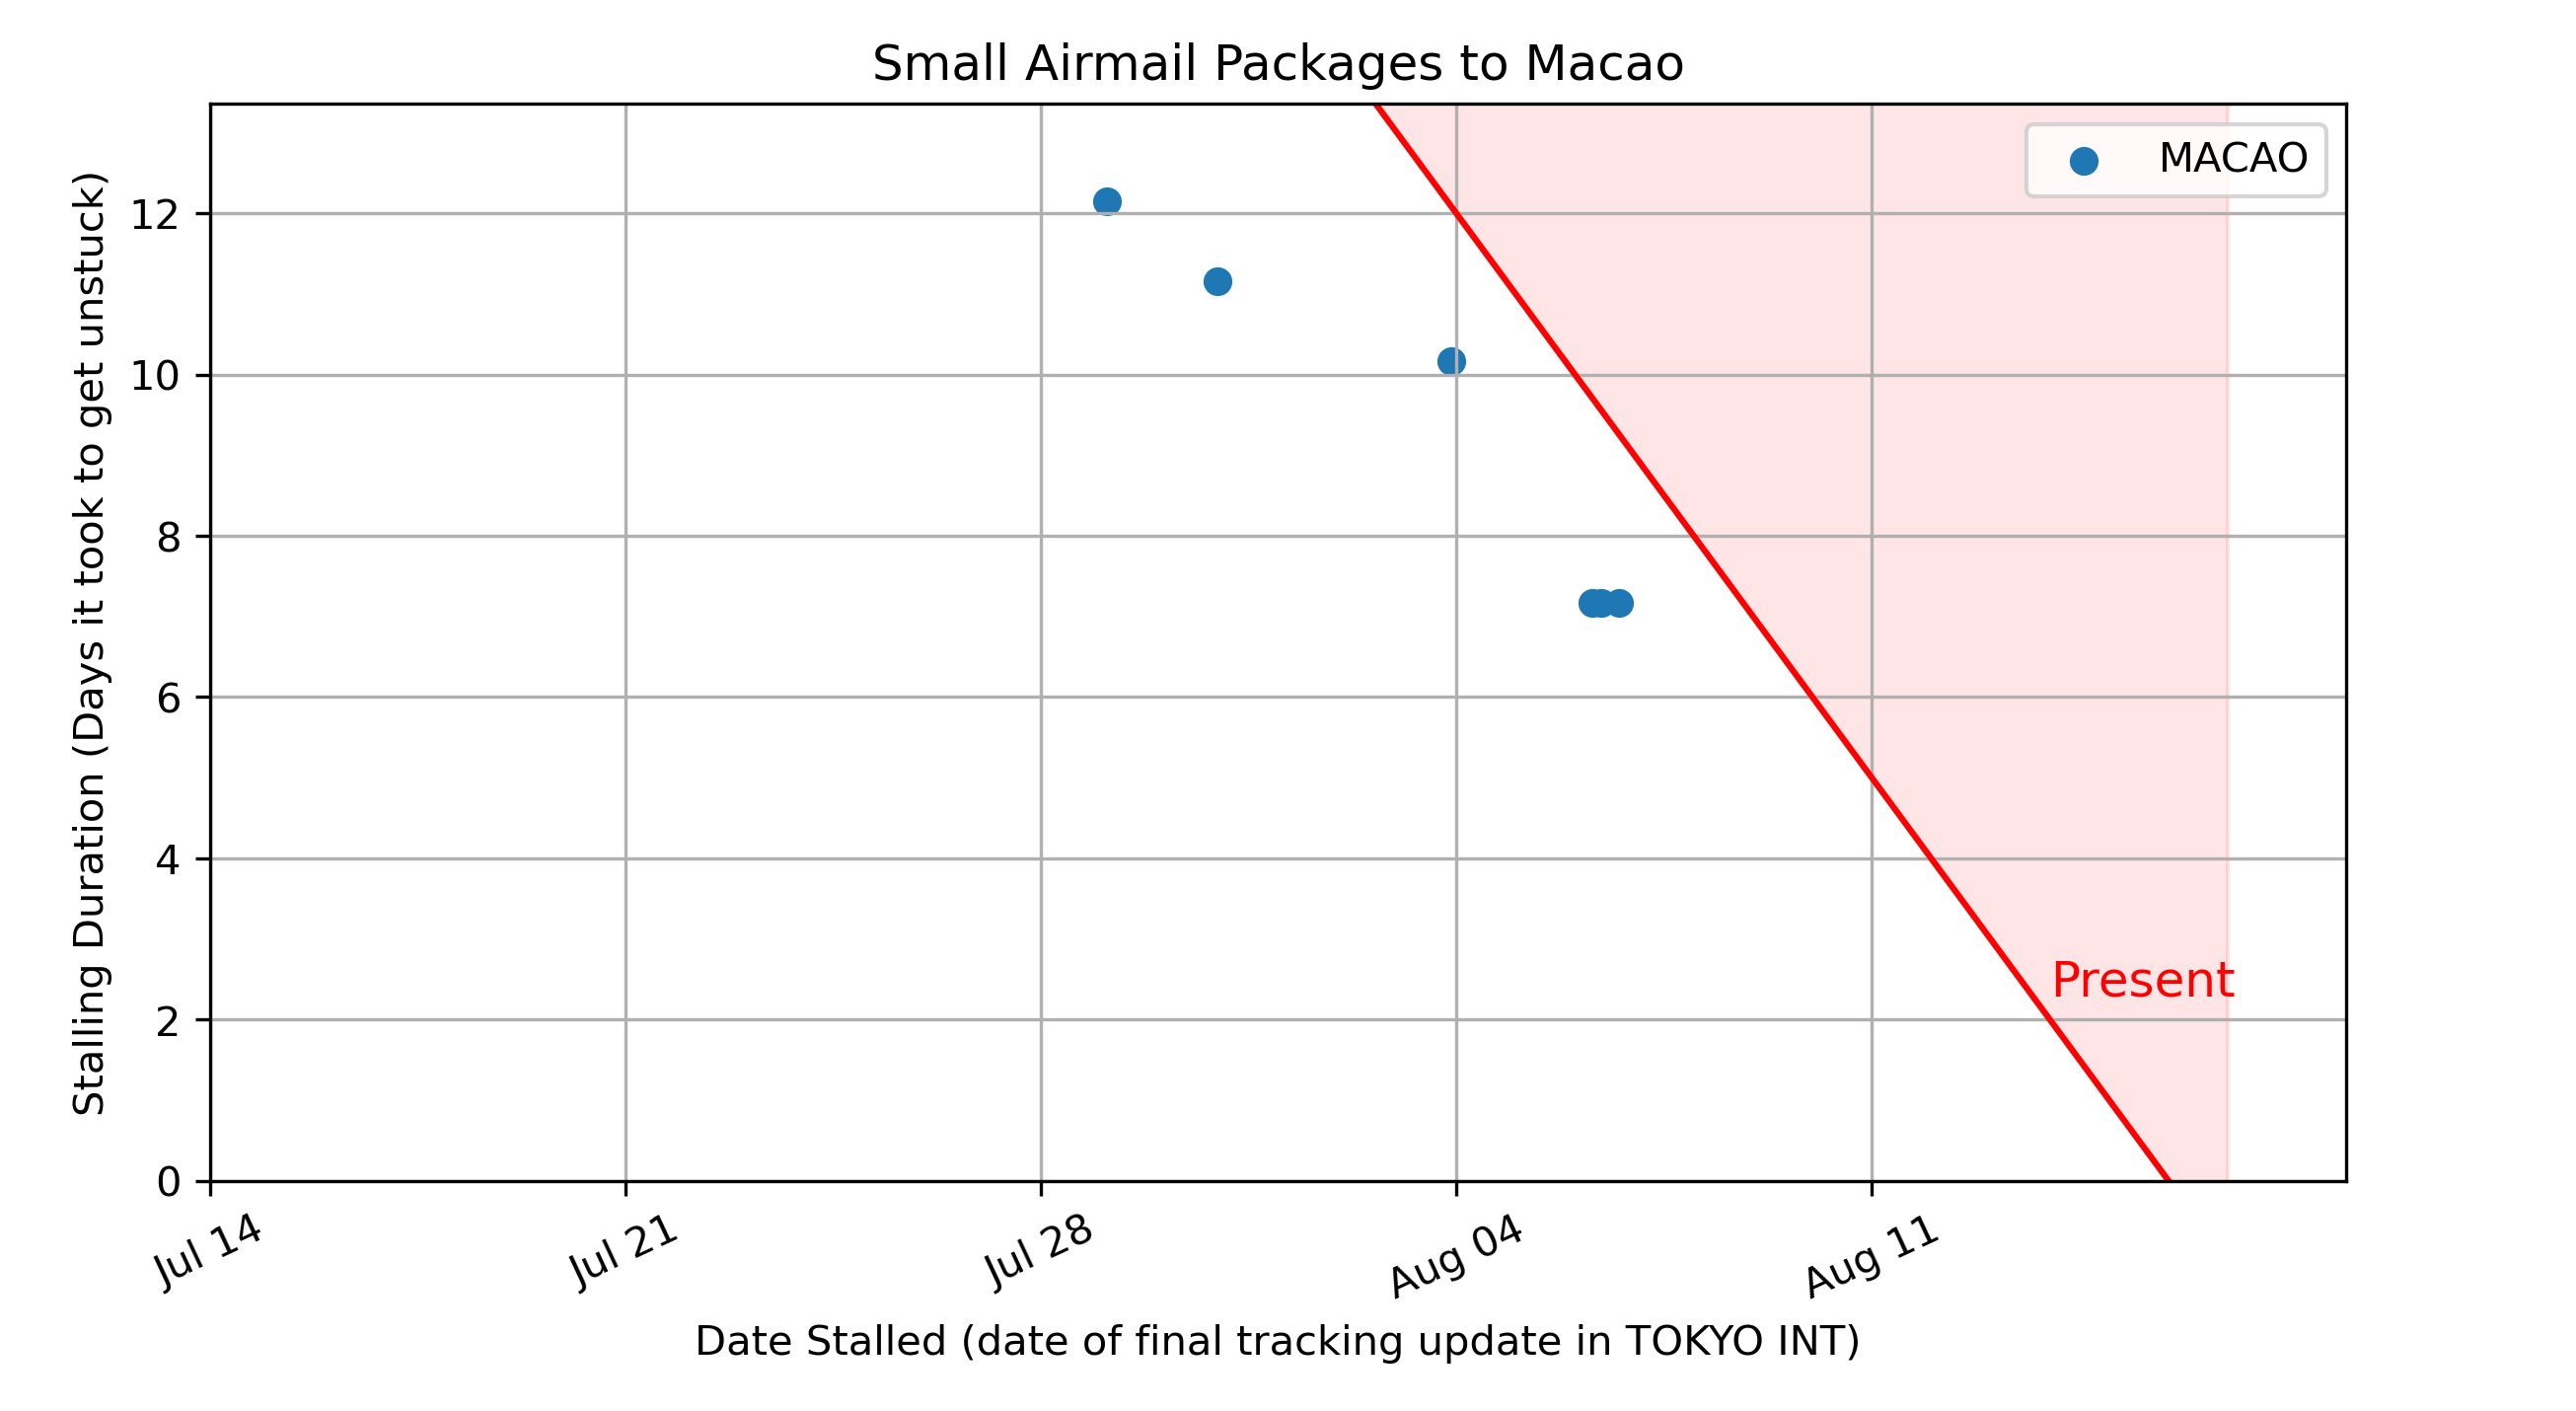 Small Airmail Packages to Macao
MACAO
Stalling Duration (Days it took to get unstuck)
12
10
8
6
4
2
0
Present
Jul 14
Jul 21
Jul 28
Aug 04
Aug 11
Date Stalled (date of final tracking update in TOKYO INT)